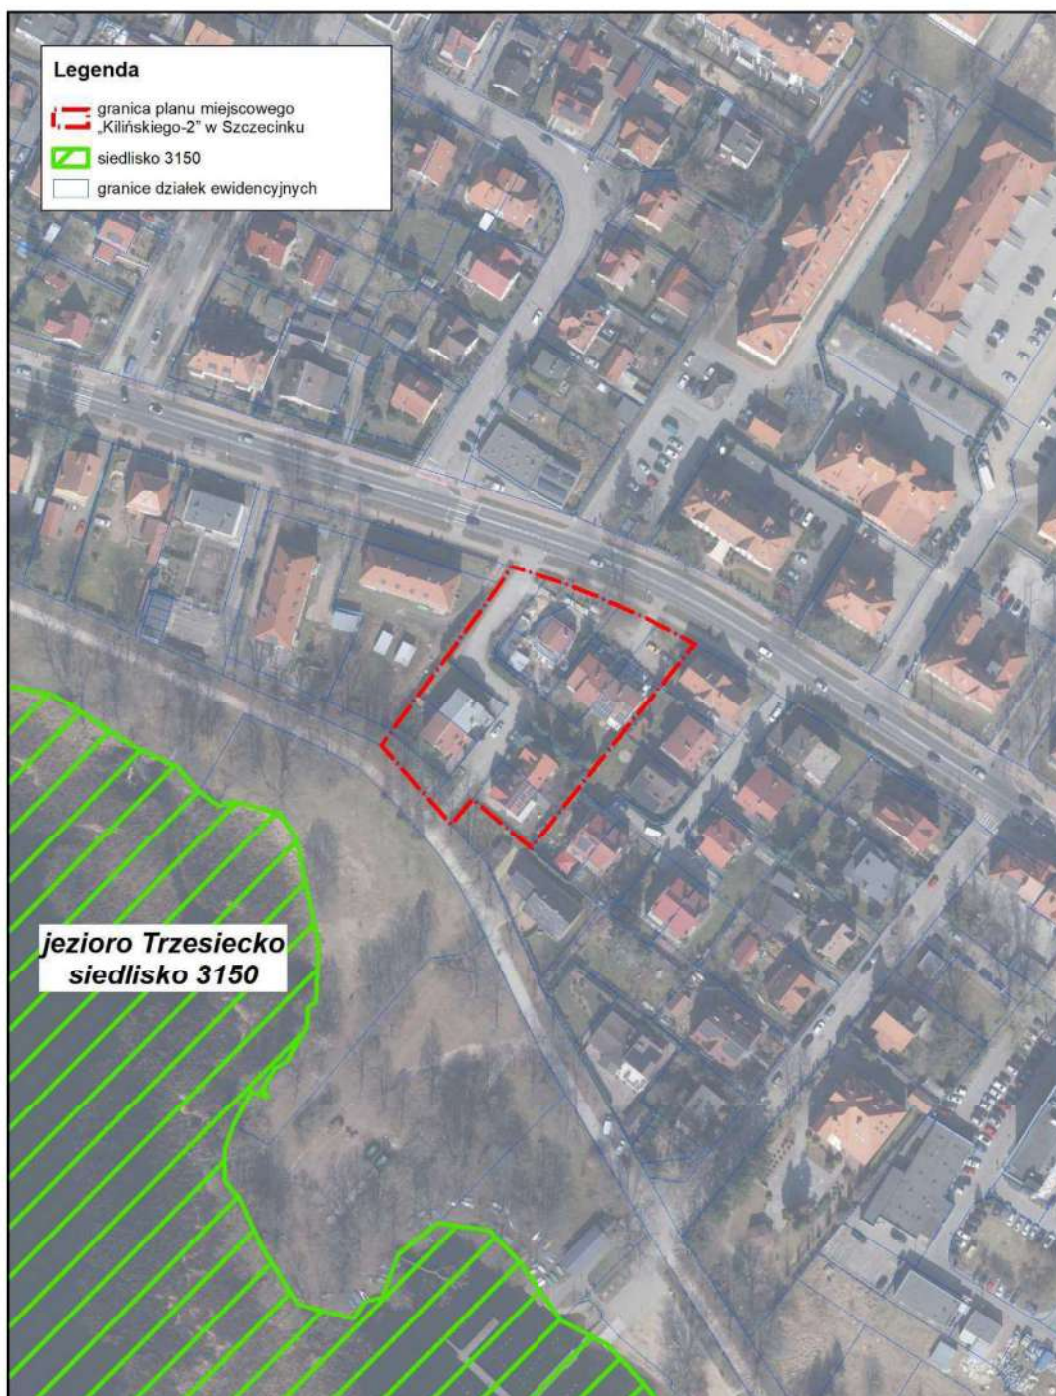 Legenda
granica planu miejscowego
„Kilińskiego-2” w Szczecinku
siedlisko 3150
granice działek ewidencyjnych
jezioro Trzesiecko
siedlisko 3150